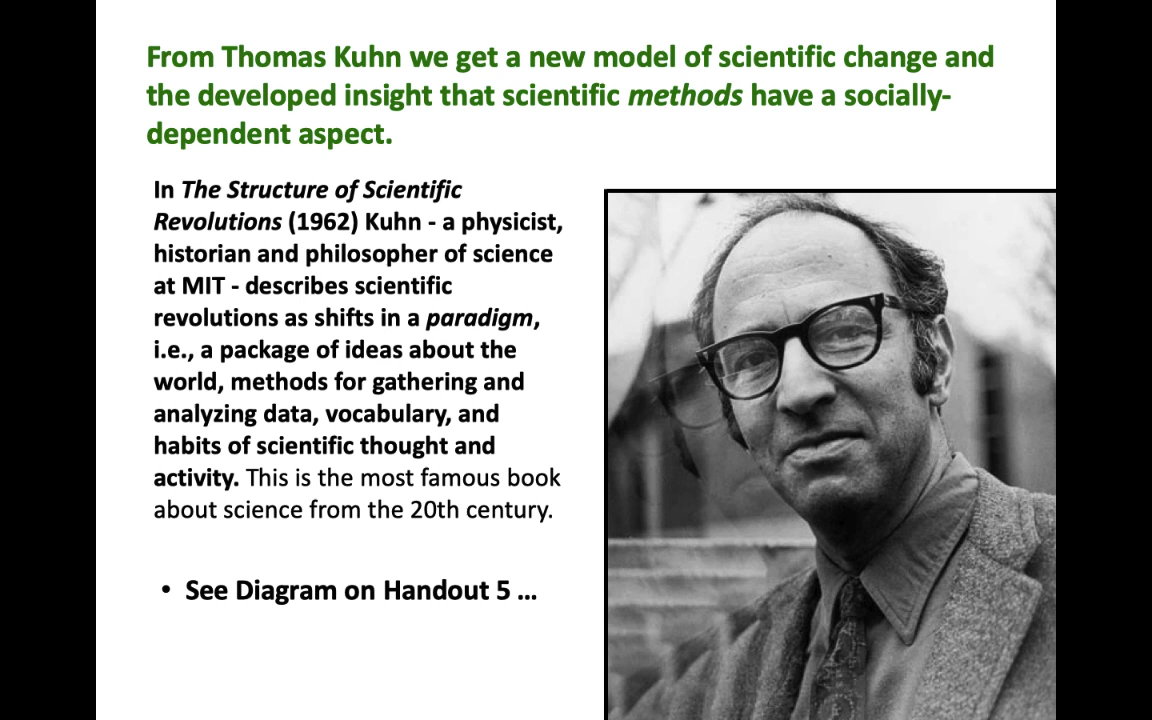 From Thomas Kuhn we get a new model of scientific change and
the developed insight that scientific methods have a socially-
dependent aspect.
In The Structure of Scientific
Revolutions (1962) Kuhn - a physicist,
historian and philosopher of science
at MIT - describes scientific
revolutions as shifts in a paradigm,
i.e., a package of ideas about the
world, methods for gathering and
analyzing data, vocabulary, and
habits of scientific thought and
activity. This is the most famous book
about science from the 20th century.
• See Diagram on Handout 5 …